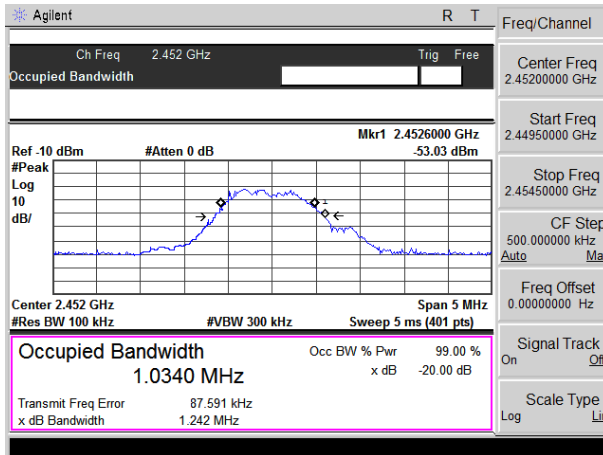 Agilent R T
Freq/Channel
Ch Freq 2.452 GHz Trig Free
Occupied Bandwidth
Center Freq
2.45200000 GHz
Start Freq
2.44950000 GHz
Stop Freq
2.45450000 GHz
CF Step
500.000000 kHz
Auto Ma
Freq Offset
0.00000000 Hz
Signal Track
On Off
Scale Type
Log Lin
Mkr1 2.4526000 GHz
Ref -10 dBm #Atten 0 dB -53.03 dBm
#Peak
Log
10
dB/
1
Center 2.452 GHz Span 5 MHz
#Res BW 100 kHz #VBW 300 kHz Sweep 5 ms (401 pts)
Occupied Bandwidth Occ BW % Pwr 99.00 %
1.0340 MHz x dB -20.00 dB
Transmit Freq Error 87.591 kHz
x dB Bandwidth 1.242 MHz